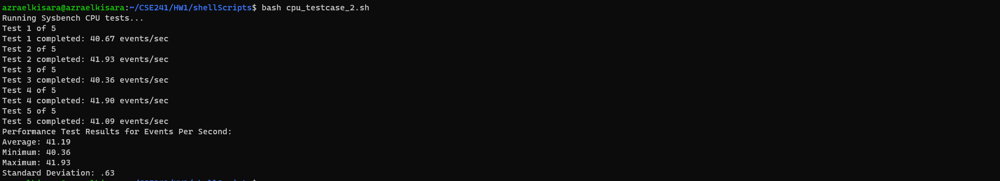 azraelkisara@azraelkisara:~/CSE241/HW1/shellScripts$ bash cpu_testcase_2.sh
Running Sysbench CPU tests...
Test 1 of 5
Test 1 completed: 40.67 events/sec
Test 2 of 5
Test 2 completed: 41.93 events/sec
Test 3 of 5
Test 3 completed: 40.36 events/sec
Test 4 of 5
Test 4 completed: 41.90 events/sec
Test 5 of 5
Test 5 completed: 41.09 events/sec
Performance Test Results for Events Per Second:
Average: 41.19
Minimum: 40.36
Maximum: 41.93
Standard Deviation: .63